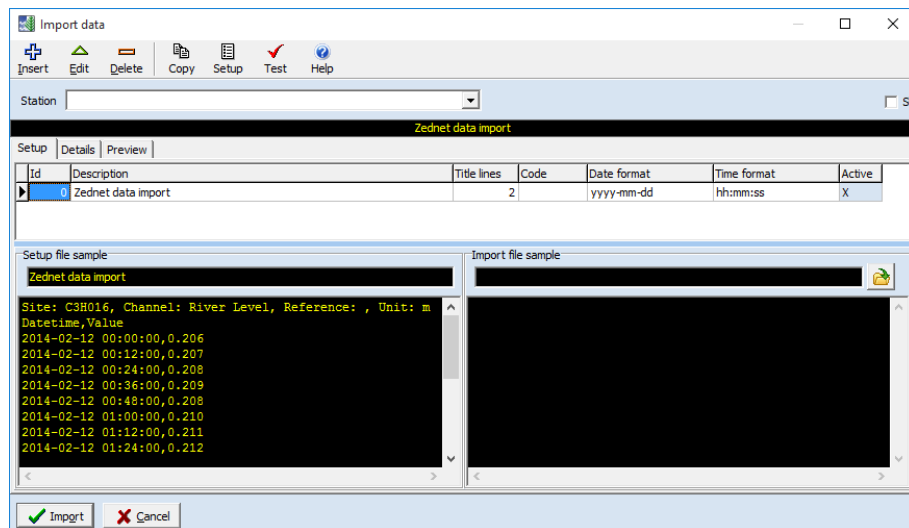 Import data
Insert Edit Delete Copy Setup Test Help
Station S
Zednet data import
Setup Details Preview
Id Description Title lines Code Date format Time format Active
0 Zednet data import 2 yyyy-mm-dd hh:mm:ss X
Setup file sample Import file sample
Zednet data import
Site: C3H016, Channel: River Level, Reference: , Unit: m
Datetime,Value
2014-02-12 00:00:00,0.206
2014-02-12 00:12:00,0.207
2014-02-12 00:24:00,0.208
2014-02-12 00:36:00,0.209
2014-02-12 00:48:00,0.208
2014-02-12 01:00:00,0.210
2014-02-12 01:12:00,0.211
2014-02-12 01:24:00,0.212
Import Cancel